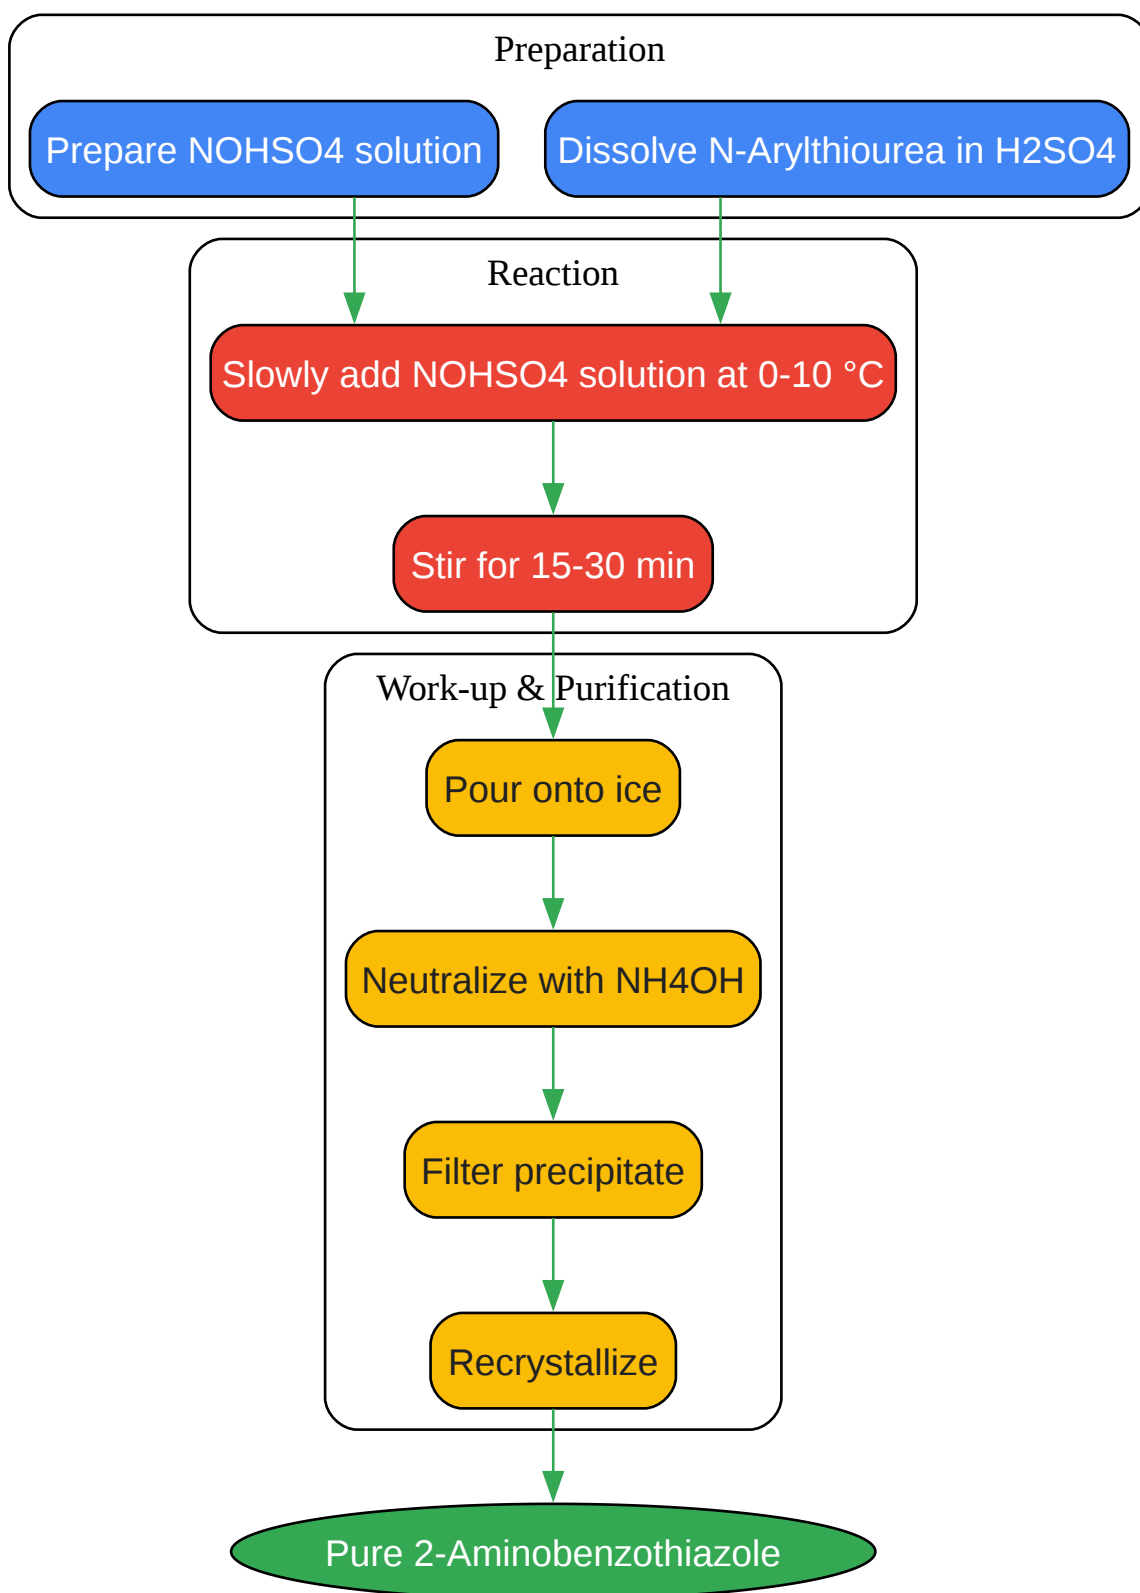 Preparation
Prepare NOHSO4 solution
Dissolve N-Arylthiourea in H2SO4
Reaction
Slowly add NOHSO4 solution at 0-10 °C
Stir for 15-30 min
Work-up & Purification
Pour onto ice
Neutralize with NH4OH
Filter precipitate
Recrystallize
Pure 2-Aminobenzothiazole